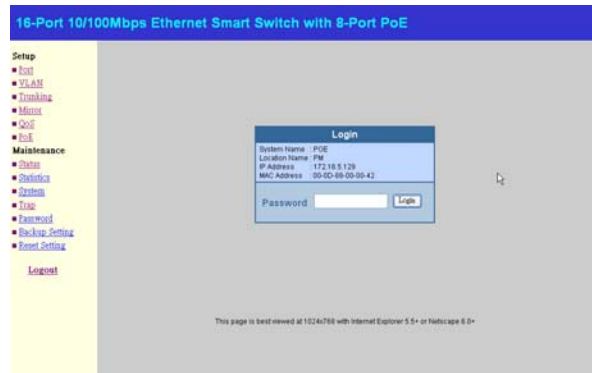 16-Port 10/100Mbps Ethernet Smart Switch with 8-Port PoE
Setup
Port
VLAN
Trunking
Mirror
QoS
PoE
Maintenance
Status
Statistics
System
Trap
Password
Backup Setting
Reset Setting
Logout
Login
System Name : POE
Location Name : PM
IP Address : 172.16.5.129
MAC Address : 00-0D-89-00-00-42
Password Login
This page is best viewed at 1024x768 with Internet Explorer 5.5+ or Netscape 6.0+